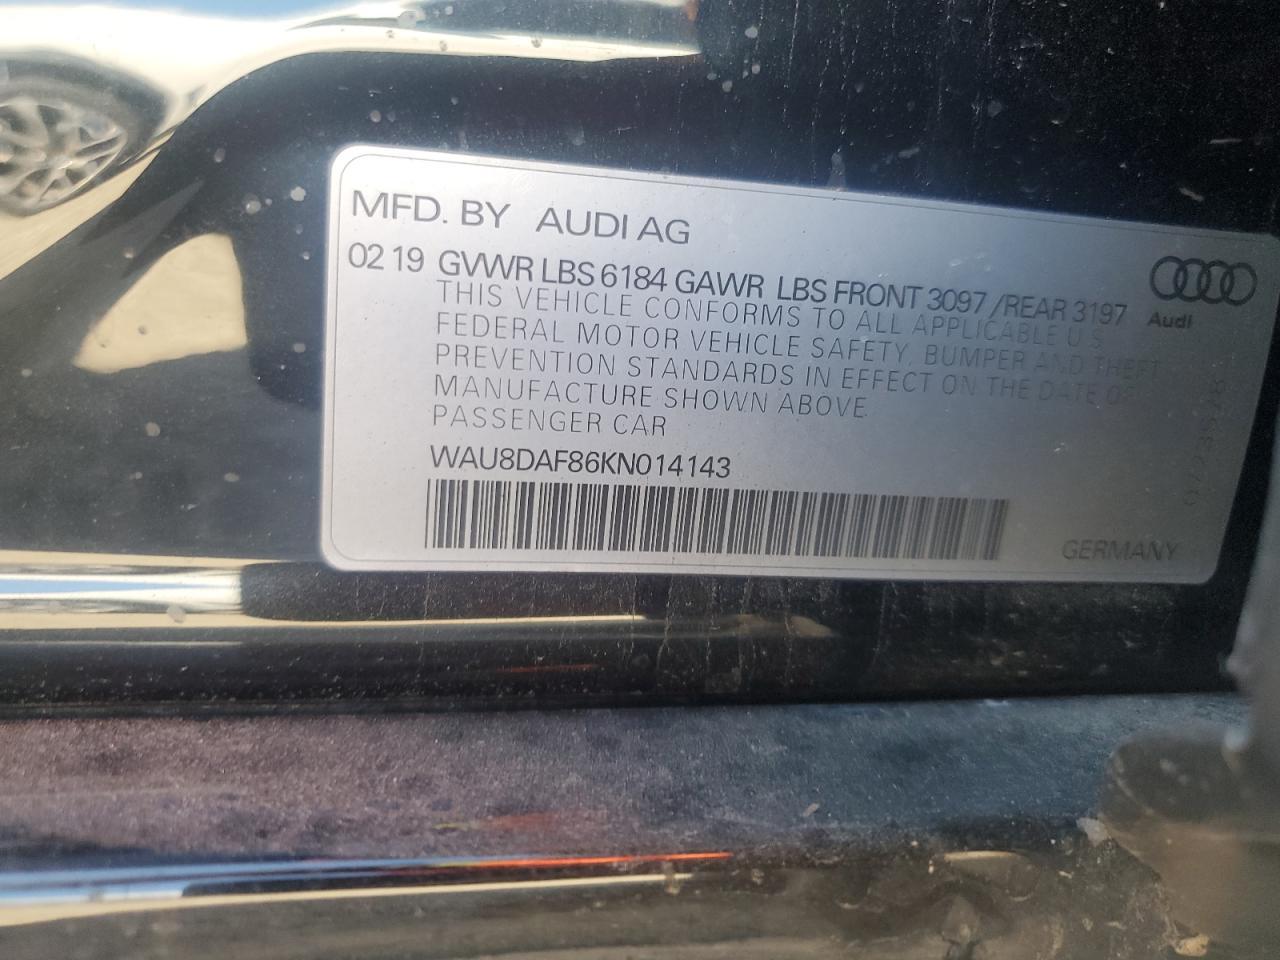 MFD. BY AUDI AG
02 19 GVWR LBS 6184 GAWR LBS FRONT 3097/REAR 3197
THIS VEHICLE CONFORMS TO ALL APPLICABLE U.S.
FEDERAL MOTOR VEHICLE SAFETY, BUMPER AND THEFT
PREVENTION STANDARDS IN EFFECT ON THE DATE OF
MANUFACTURE SHOWN ABOVE
PASSENGER CAR
WAU8DAF86KN014143
GERMANY
Audi